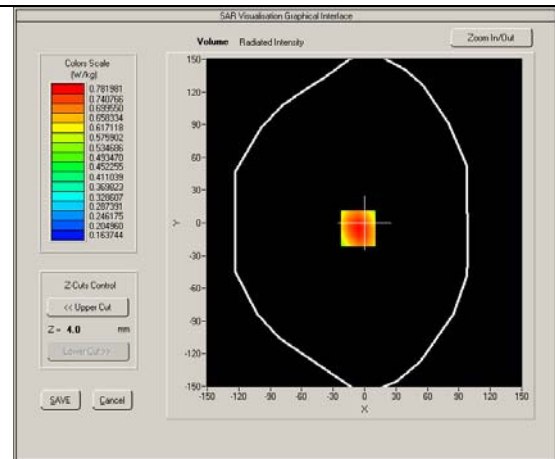 SAR Visualisation Graphical Interface
Volume Radiated Intensity
Zoom In/Out
Colors Scale
(W/kg)
0.781981
0.740766
0.699550
0.658334
0.617118
0.575902
0.534686
0.493470
0.452255
0.411039
0.369823
0.328607
0.287391
0.246175
0.204960
0.163744
Z-Cuts Control
<< Upper Cut
Z = 4.0 mm
Lower Cut >>
SAVE Cancel
150-
120-
90-
60-
30-
0-
-30-
-60-
-90-
-120-
-150-
Y
-150 -120 -90 -60 -30 0 30 60 90 120 150
X